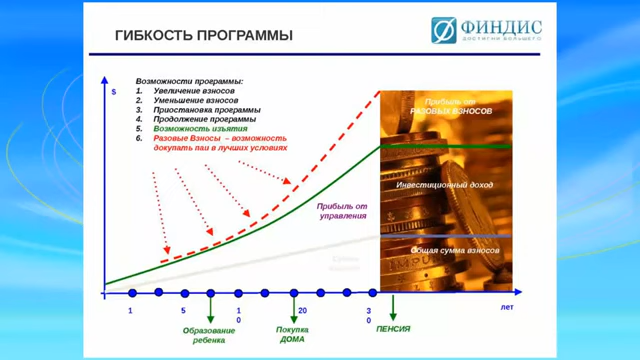 ГИБКОСТЬ ПРОГРАММЫ
ФИНДИС
ДОСТИГНИ БОЛЬШЕГО
Возможности программы:
1. Увеличение взносов
2. Уменьшение взносов
3. Приостановка программы
4. Продолжение программы
5. Возможность изъятия
6. Разовые Взносы – возможность
докупать паи в лучших условиях
5
Прибыль от
РАЗОВЫХ ВЗНОСОВ
Инвестиционный доход
Прибыль от
управления
Общая сумма взносов
Сумма
лет
1 5 1 20 3
0 0
Образование
ребенка
Покупка
ДОМА
ПЕНСИЯ